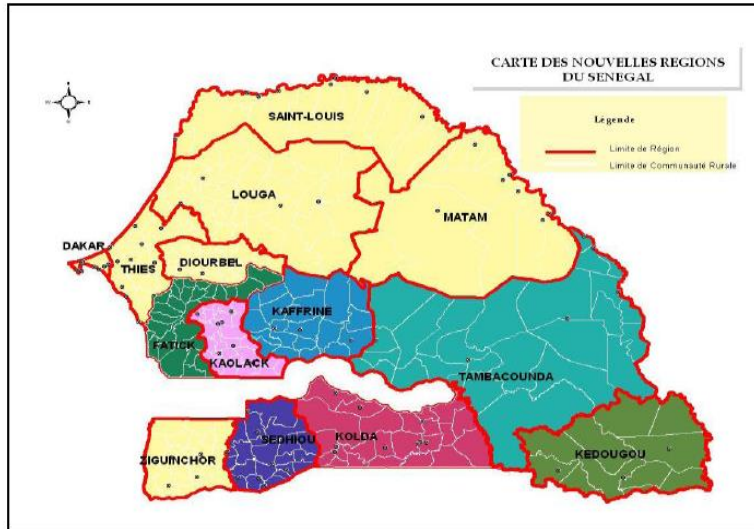 CARTE DES NOUVELLES REGIONS
DU SENEGAL
Légende
Limite de Région
Limite de Communauté Rurale
SAINT-LOUIS
LOUGA
MATAM
DAKAR
THIES
DIOURBEL
KAFFRINE
FATICK
KAOLACK
TAMBACOUNDA
SEDHIOU
KOLDA
ZIGUINCHOR
KEDOUGOU